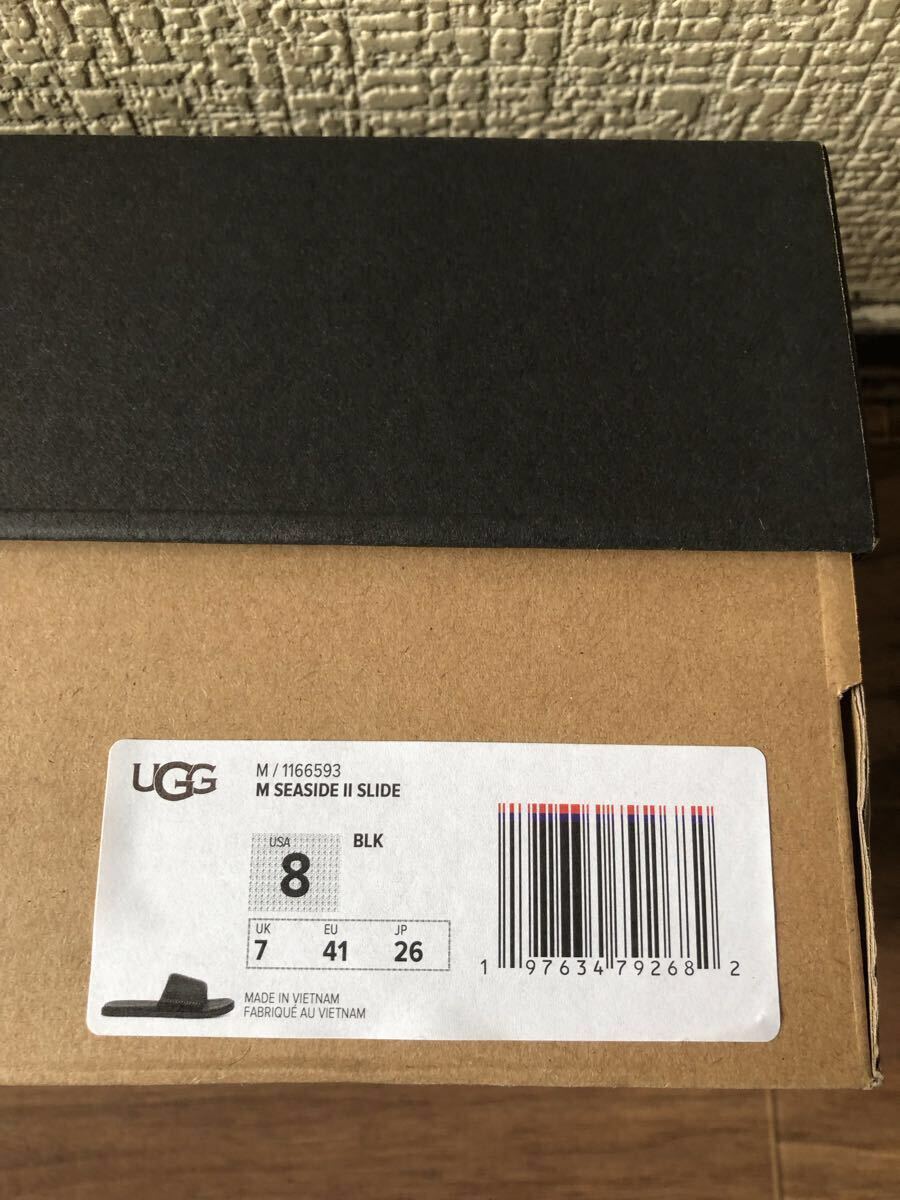 UGG
M / 1166593
M SEASIDE II SLIDE
USA
8
BLK
UK EU JP
7 41 26
1 97634 79268 2
MADE IN VIETNAM
FABRIQUÉ AU VIETNAM